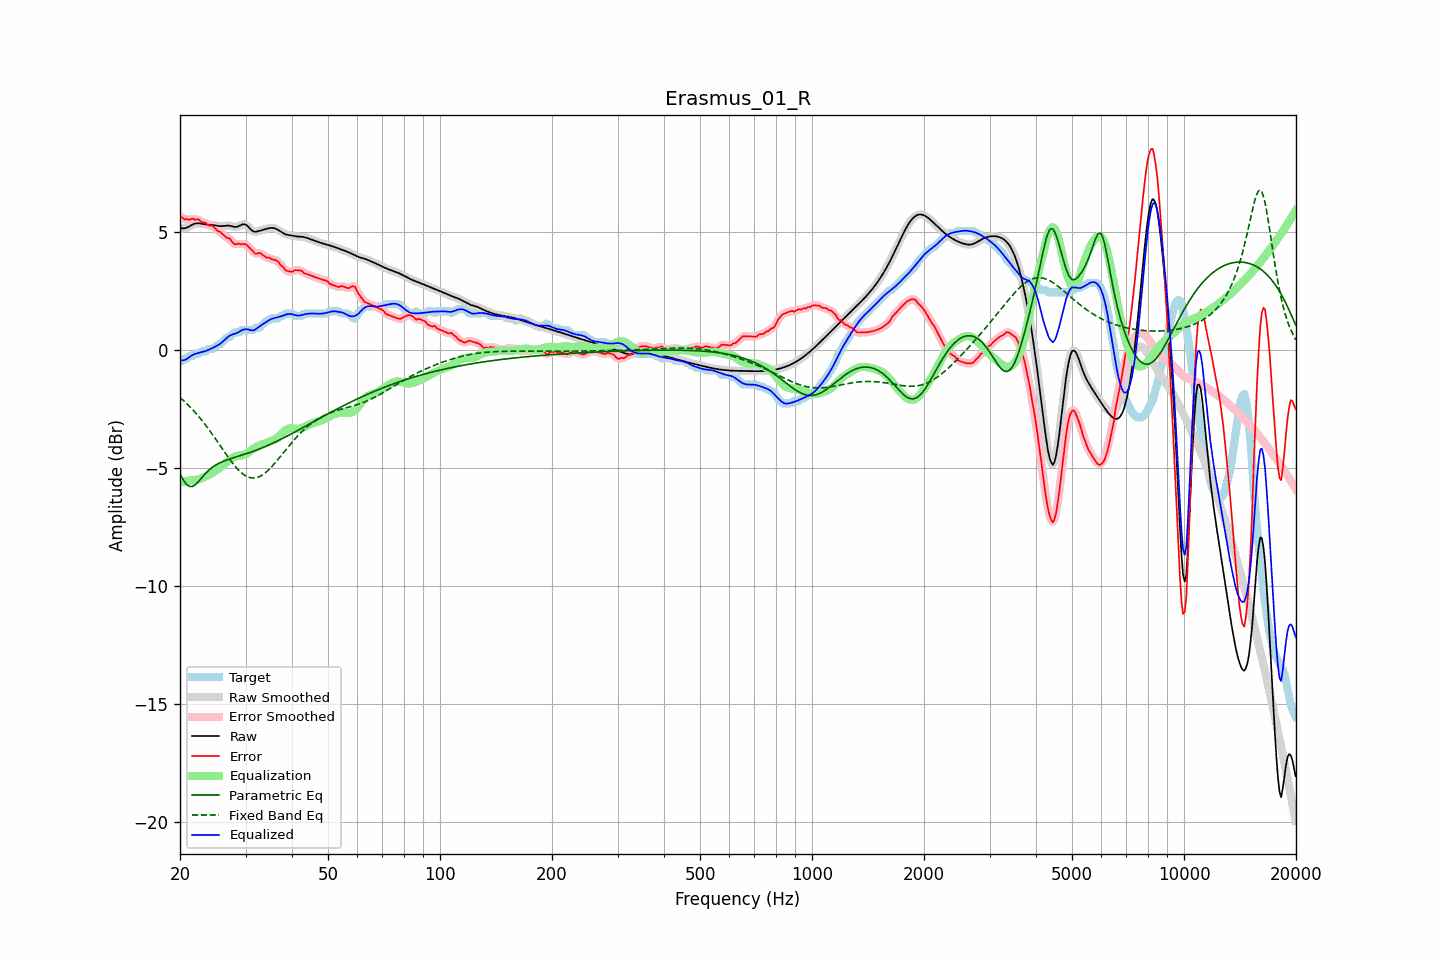 Erasmus_01_R
Amplitude (dBr)
5
0
−5
−10
−15
−20
Target
Raw Smoothed
Error Smoothed
Raw
Error
Equalization
Parametric Eq
Fixed Band Eq
Equalized
20 50 100 200 500 1000 2000 5000 10000 20000
Frequency (Hz)